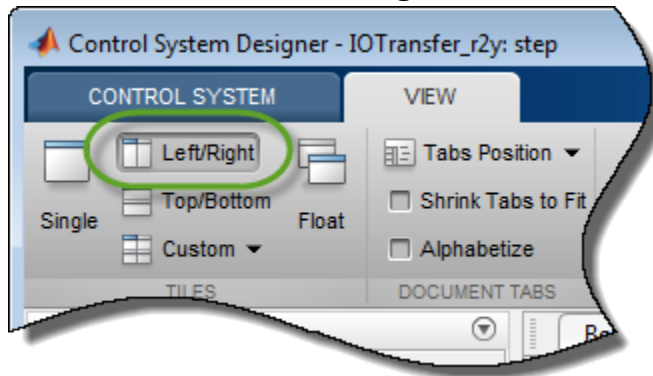 Control System Designer - IOTransfer_r2y: step
CONTROL SYSTEM VIEW
Left/Right Tabs Position
Single Top/Bottom Float Shrink Tabs to Fit
Custom Alphabetize
TILES DOCUMENT TABS